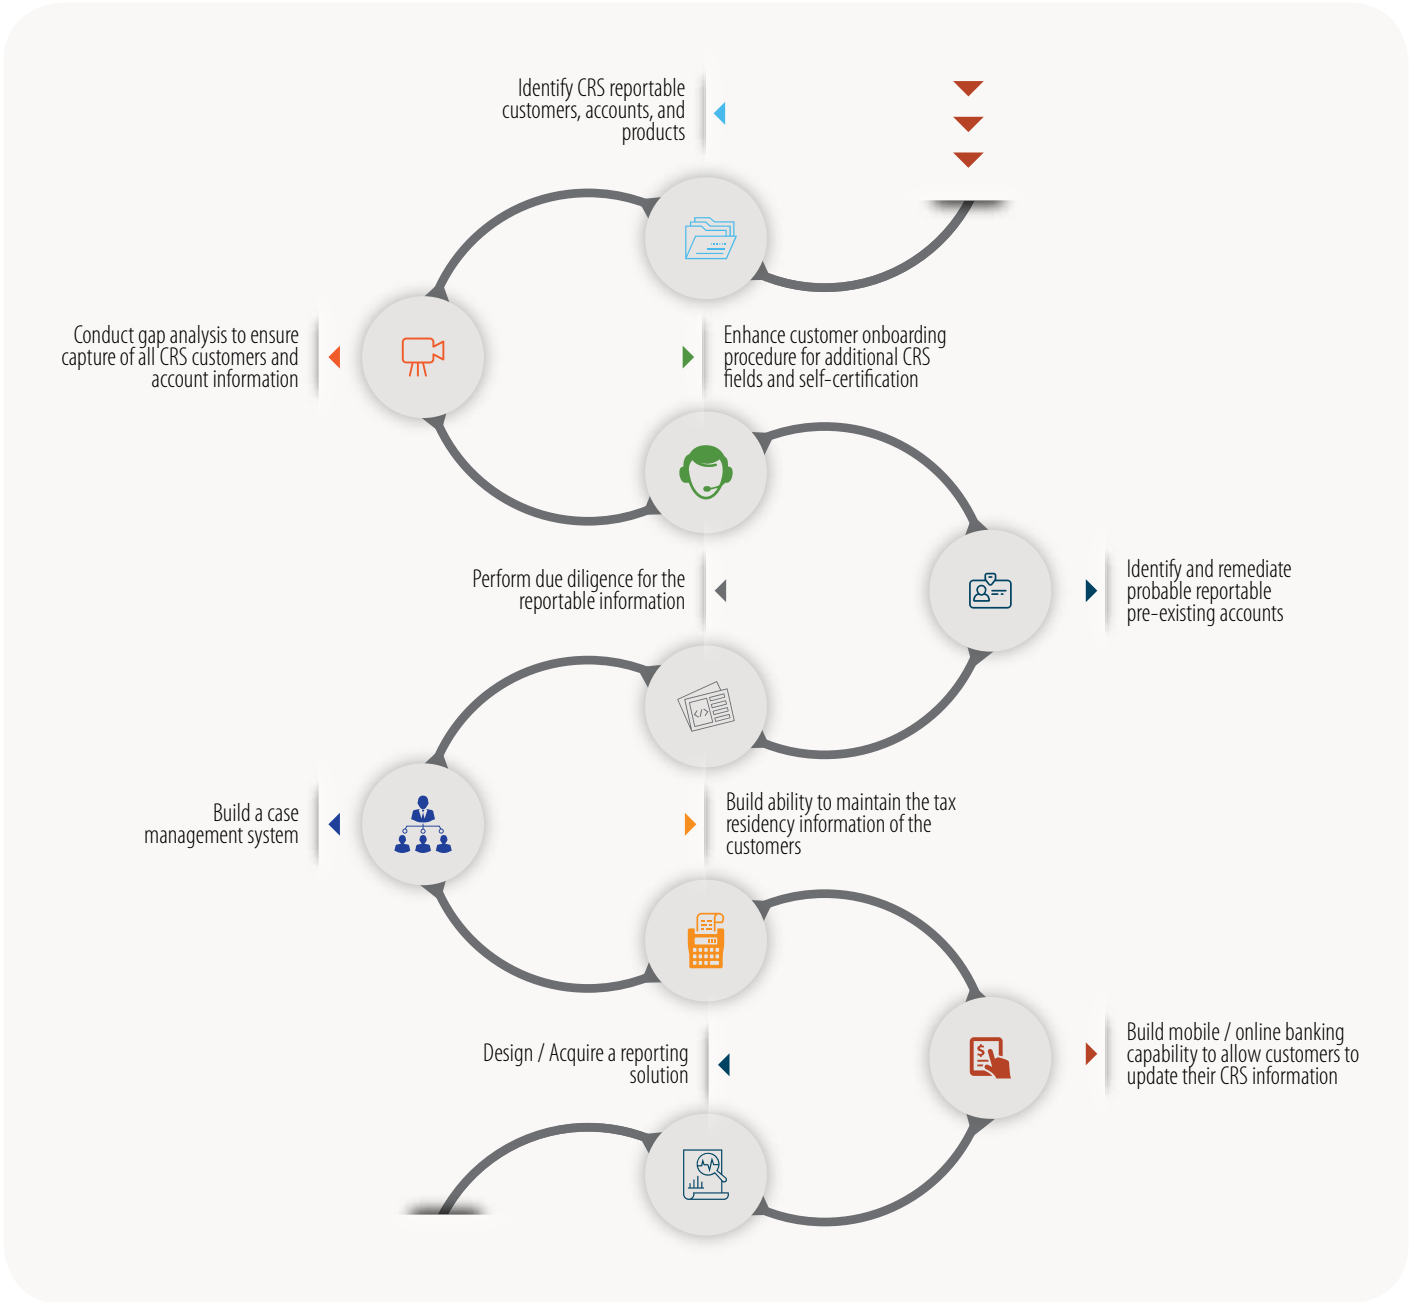 Identify CRS reportable
customers, accounts, and
products
Conduct gap analysis to ensure
capture of all CRS customers and
account information
Enhance customer onboarding
procedure for additional CRS
fields and self-certification
Identify and remediate
probable reportable
pre-existing accounts
Perform due diligence for the
reportable information
Build a case
management system
Build ability to maintain the tax
residency information of the
customers
Build mobile / online banking
capability to allow customers to
update their CRS information
Design / Acquire a reporting
solution